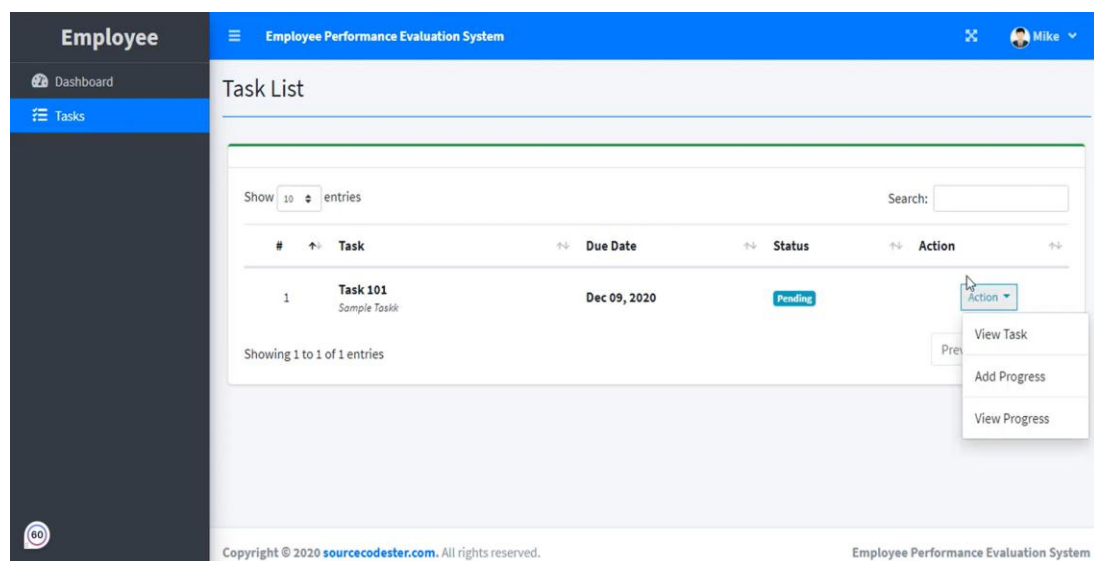 Employee
Employee Performance Evaluation System
Mike
Dashboard
Tasks
Task List
Show 10 entries
Search:
# Task Due Date Status Action
1 Task 101 Dec 09, 2020 Pending Action
Sample Taskk
View Task
Add Progress
View Progress
Showing 1 to 1 of 1 entries
60
Copyright © 2020 sourcecodester.com. All rights reserved.
Employee Performance Evaluation System